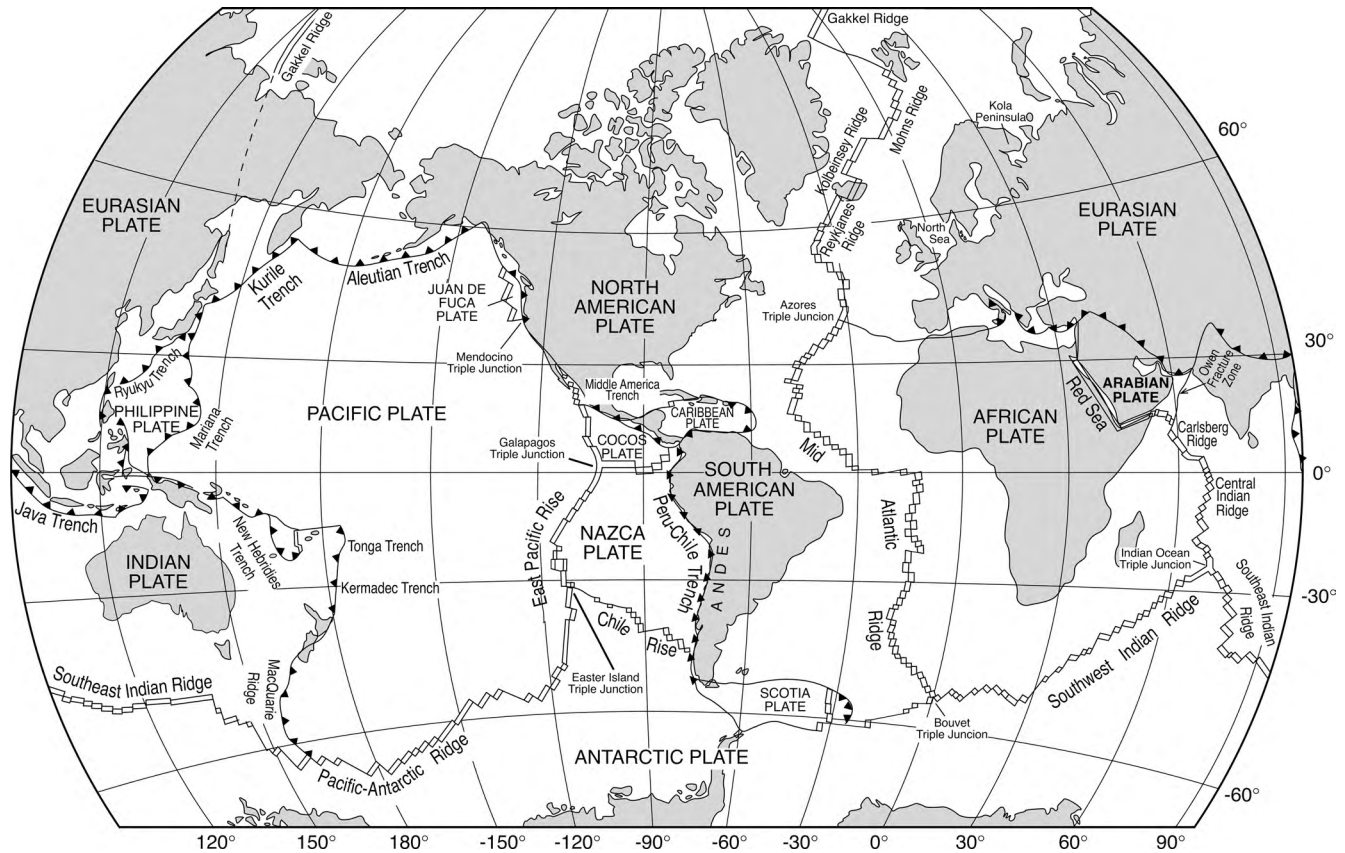 Gakkel Ridge
Gakkel Ridge
Kola
Peninsula
60°
Mohns Ridge
Kolbeinsey Ridge
EURASIAN
PLATE
EURASIAN
PLATE
Reykjanes
Ridge
North
Sea
Kurile
Trench
Aleutian Trench
JUAN DE
FUCA
PLATE
NORTH
AMERICAN
PLATE
Azores
Triple Juncion
30°
Mendocino
Triple Junction
Ryukyu Trench
Middle America
Trench
Owen
Fracture
Zone
ARABIAN
PLATE
Red Sea
PHILIPPINE
PLATE
Mariana
Trench
PACIFIC PLATE
CARIBBEAN
PLATE
AFRICAN
PLATE
Carlsberg
Ridge
Galapagos
Triple Junction
COCOS
PLATE
Mid
Atlantic
Ridge
SOUTH
AMERICAN
PLATE
0°
Central
Indian
Ridge
Java Trench
East Pacific Rise
Peru-Chile Trench
New Hebridies
Trench
Tonga Trench
NAZCA
PLATE
ANDES
Indian Ocean
Triple Junction
INDIAN
PLATE
Kermadec Trench
-30°
Southeast Indian
Ridge
Chile
Rise
Southwest Indian Ridge
Southeast Indian Ridge
MacQuarie
Ridge
Easter Island
Triple Junction
SCOTIA
PLATE
Bouvet
Triple Junction
Pacific-Antarctic Ridge
ANTARCTIC PLATE
-60°
120° 150° -150° -120° -90° -60° -30° 0° 30° 60° 90°